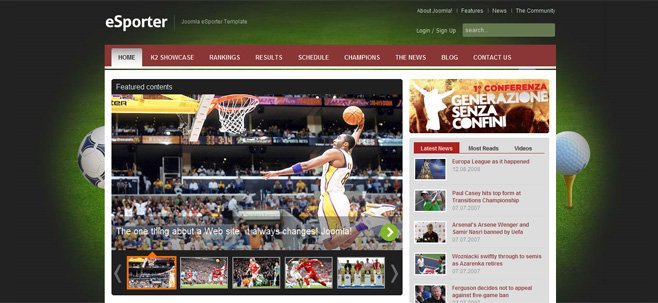 About Joomla! | Features | News | The Community
eSporter
Joomla eSporter Template
Login / Sign Up
search...
HOME K2 SHOWCASE RANKINGS RESULTS SCHEDULE CHAMPIONS THE NEWS BLOG CONTACT US
Featured contents
The one thing about a Web site, it always changes! Joomla!
1° CONFERENZA
GENERAZIONE
SENZA
CONFINI
Latest News Most Reads Videos
Europa League as it happened
12.08.2008
Paul Casey hits top form at
Transitions Championship
07.07.2007
Arsenal's Arsene Wenger and
Samir Nasri banned by Uefa
07.07.2007
Wozniacki swiftly through to semis
as Azarenka retires
07.07.2007
Ferguson decides not to appeal
against five-game ban